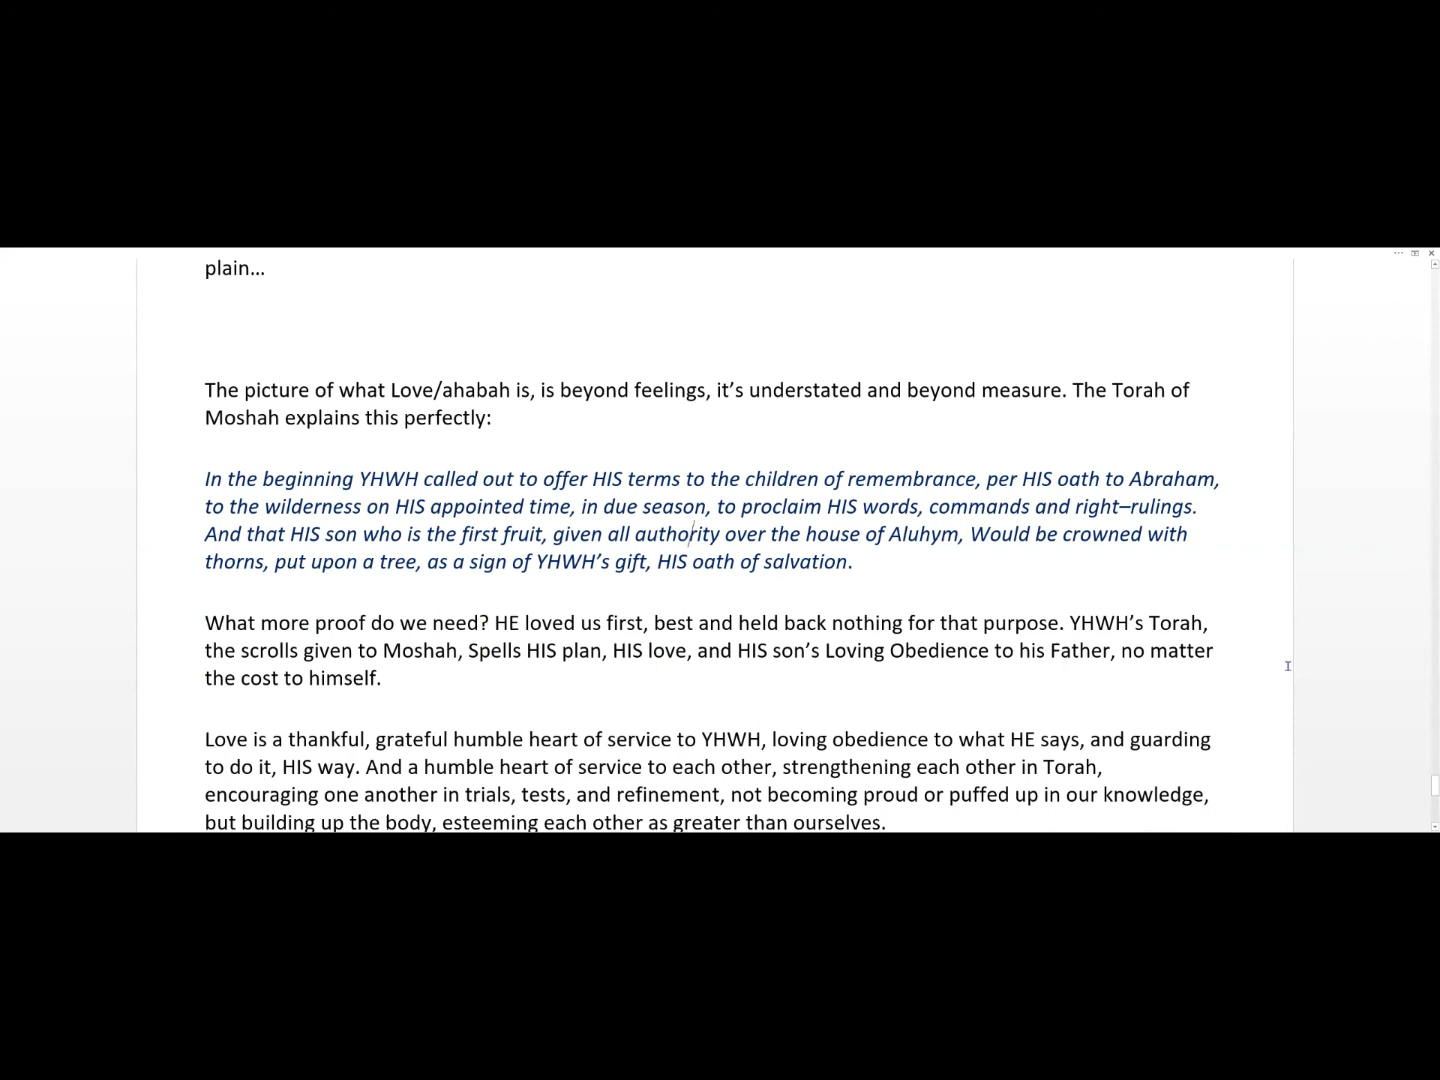 plain...
The picture of what Love/ahabah is, is beyond feelings, it's understated and beyond measure. The Torah of
Moshah explains this perfectly:
In the beginning YHWH called out to offer HIS terms to the children of remembrance, per HIS oath to Abraham,
to the wilderness on HIS appointed time, in due season, to proclaim HIS words, commands and right–rulings.
And that HIS son who is the first fruit, given all authority over the house of Aluhym, Would be crowned with
thorns, put upon a tree, as a sign of YHWH's gift, HIS oath of salvation.
What more proof do we need? HE loved us first, best and held back nothing for that purpose. YHWH's Torah,
the scrolls given to Moshah, Spells HIS plan, HIS love, and HIS son's Loving Obedience to his Father, no matter
the cost to himself.
Love is a thankful, grateful humble heart of service to YHWH, loving obedience to what HE says, and guarding
to do it, HIS way. And a humble heart of service to each other, strengthening each other in Torah,
encouraging one another in trials, tests, and refinement, not becoming proud or puffed up in our knowledge,
but building up the body, esteeming each other as greater than ourselves.